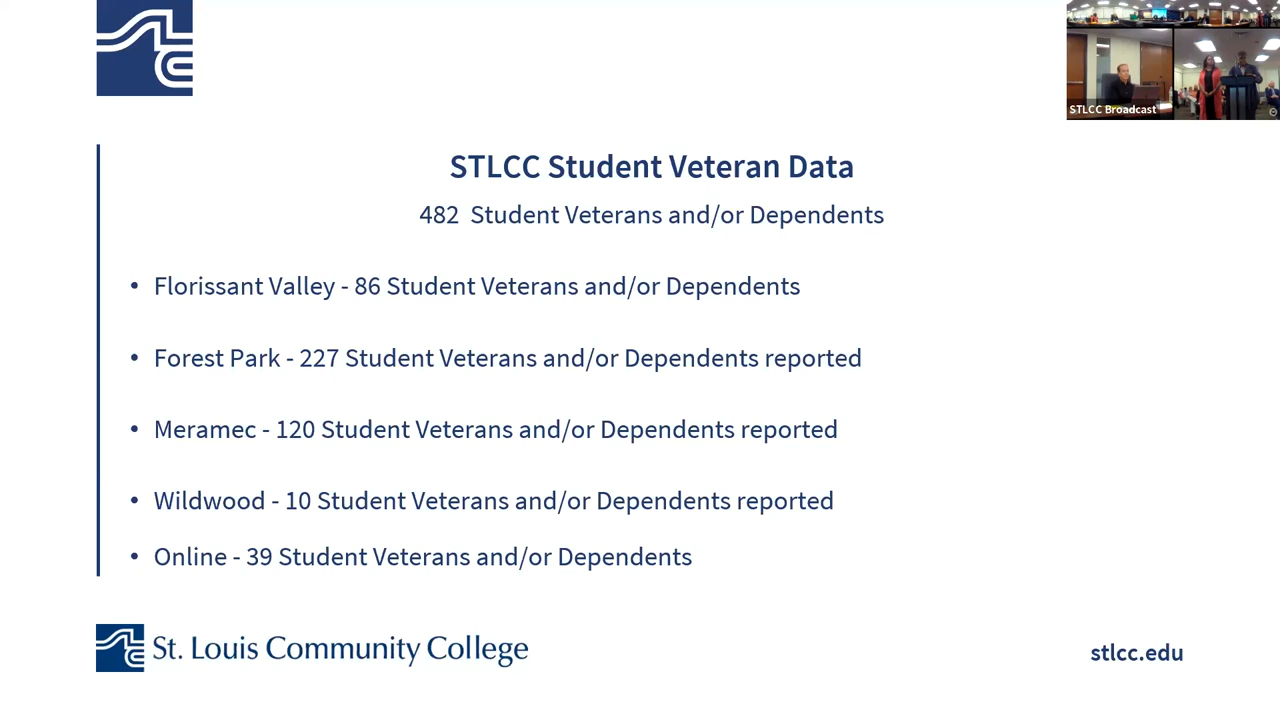 STLCC Broadcast
STLCC Student Veteran Data
482 Student Veterans and/or Dependents
• Florissant Valley - 86 Student Veterans and/or Dependents
• Forest Park - 227 Student Veterans and/or Dependents reported
• Meramec - 120 Student Veterans and/or Dependents reported
• Wildwood - 10 Student Veterans and/or Dependents reported
• Online - 39 Student Veterans and/or Dependents
St. Louis Community College
stlcc.edu